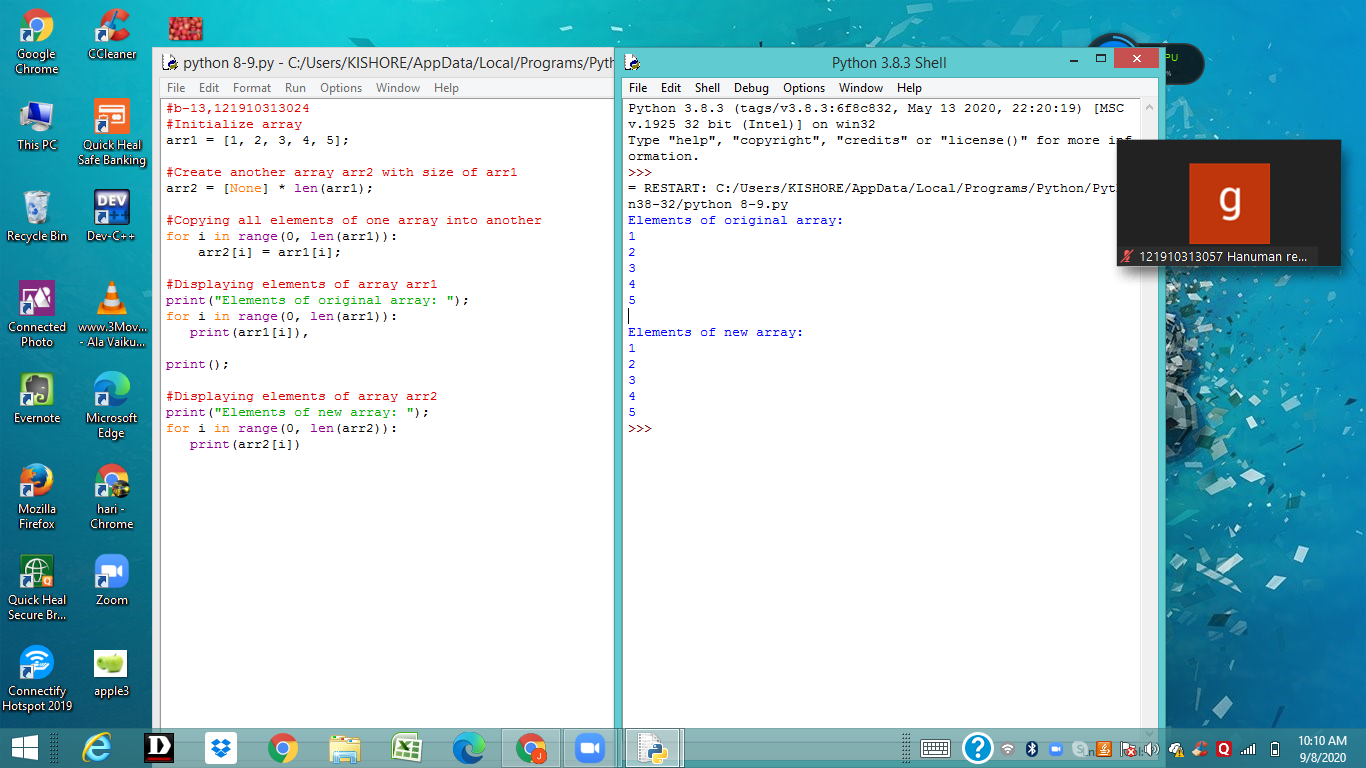 Google
Chrome
CCleaner
This PC
Quick Heal
Safe Banking
Recycle Bin
DEV
C++
Dev-C++
Connected
Photo
www.3Mov...
- Ala Vaiku...
Evernote
Microsoft
Edge
Mozilla
Firefox
hari -
Chrome
Quick Heal
Secure Br...
Zoom
Connectify
Hotspot 2019
apple3
python 8-9.py - C:/Users/KISHORE/AppData/Local/Programs/Pyth
File Edit Format Run Options Window Help
#b-13,121910313024
#Initialize array
arr1 = [1, 2, 3, 4, 5];
#Create another array arr2 with size of arr1
arr2 = [None] * len(arr1);
#Copying all elements of one array into another
for i in range(0, len(arr1)):
    arr2[i] = arr1[i];
#Displaying elements of array arr1
print("Elements of original array: ");
for i in range(0, len(arr1)):
   print(arr1[i]),
print();
#Displaying elements of array arr2
print("Elements of new array: ");
for i in range(0, len(arr2)):
   print(arr2[i])
Python 3.8.3 Shell
File Edit Shell Debug Options Window Help
Python 3.8.3 (tags/v3.8.3:6f8c832, May 13 2020, 22:20:19) [MSC
v.1925 32 bit (Intel)] on win32
Type "help", "copyright", "credits" or "license()" for more inf
ormation.
>>>
= RESTART: C:/Users/KISHORE/AppData/Local/Programs/Python/Pyt
n38-32/python 8-9.py
Elements of original array:
1
2
3
4
5
Elements of new array:
1
2
3
4
5
>>>
PU
%
g
121910313057 Hanuman re...
D
J
?
Q
10:10 AM
9/8/2020